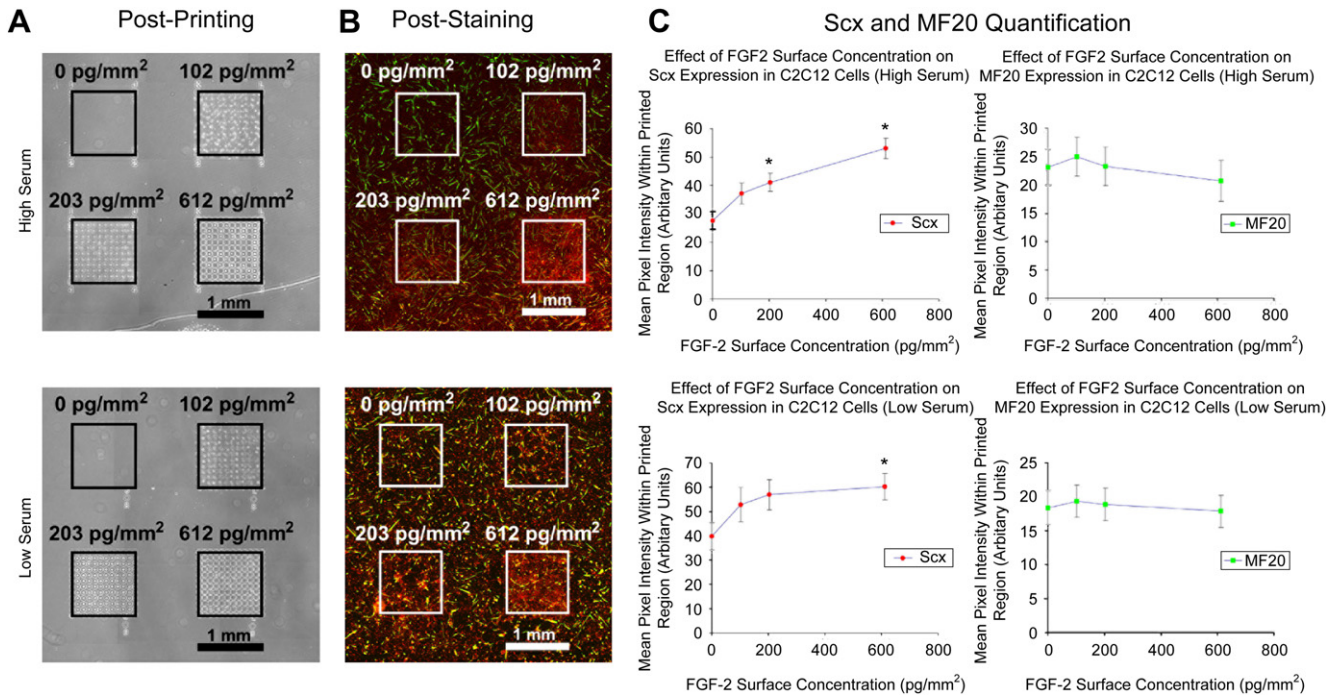 A
Post-Printing
High Serum
0 pg/mm²
102 pg/mm²
203 pg/mm²
612 pg/mm²
1 mm
Low Serum
0 pg/mm²
102 pg/mm²
203 pg/mm²
612 pg/mm²
1 mm
B
Post-Staining
0 pg/mm²
102 pg/mm²
203 pg/mm²
612 pg/mm²
1 mm
0 pg/mm²
102 pg/mm²
203 pg/mm²
612 pg/mm²
1 mm
C
Scx and MF20 Quantification
Effect of FGF2 Surface Concentration on
Scx Expression in C2C12 Cells (High Serum)
Mean Pixel Intensity Within Printed
Region (Arbitary Units)
60
50
40
30
20
10
0
*
*
Scx
0
200
400
600
800
FGF-2 Surface Concentration (pg/mm²)
Effect of FGF2 Surface Concentration on
MF20 Expression in C2C12 Cells (High Serum)
Mean Pixel Intensity Within Printed
Region (Arbitary Units)
30
25
20
15
10
5
0
MF20
0
200
400
600
800
FGF-2 Surface Concentration (pg/mm²)
Effect of FGF2 Surface Concentration on
Scx Expression in C2C12 Cells (Low Serum)
Mean Pixel Intensity Within Printed
Region (Arbitary Units)
70
60
50
40
30
20
10
0
*
Scx
0
200
400
600
800
FGF-2 Surface Concentration (pg/mm²)
Effect of FGF2 Surface Concentration on
MF20 Expression in C2C12 Cells (Low Serum)
Mean Pixel Intensity Within Printed
Region (Arbitary Units)
25
20
15
10
5
0
MF20
0
200
400
600
800
FGF-2 Surface Concentration (pg/mm²)